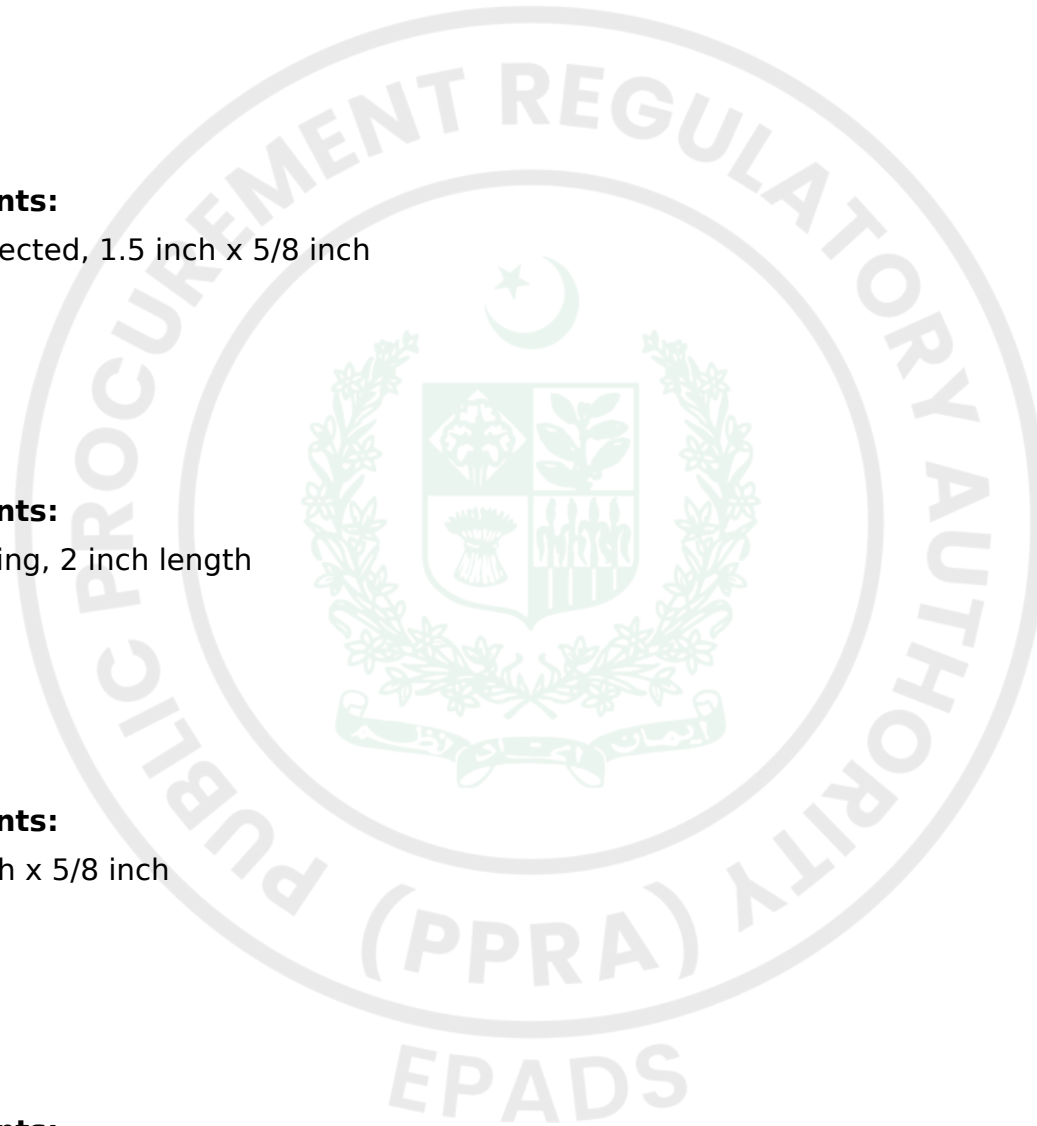 nts:
ected, 1.5 inch x 5/8 inch
nts:
ing, 2 inch length
nts:
h x 5/8 inch
PUBLIC PROCUREMENT REGULATORY AUTHORITY
(PPRA)
EPADS